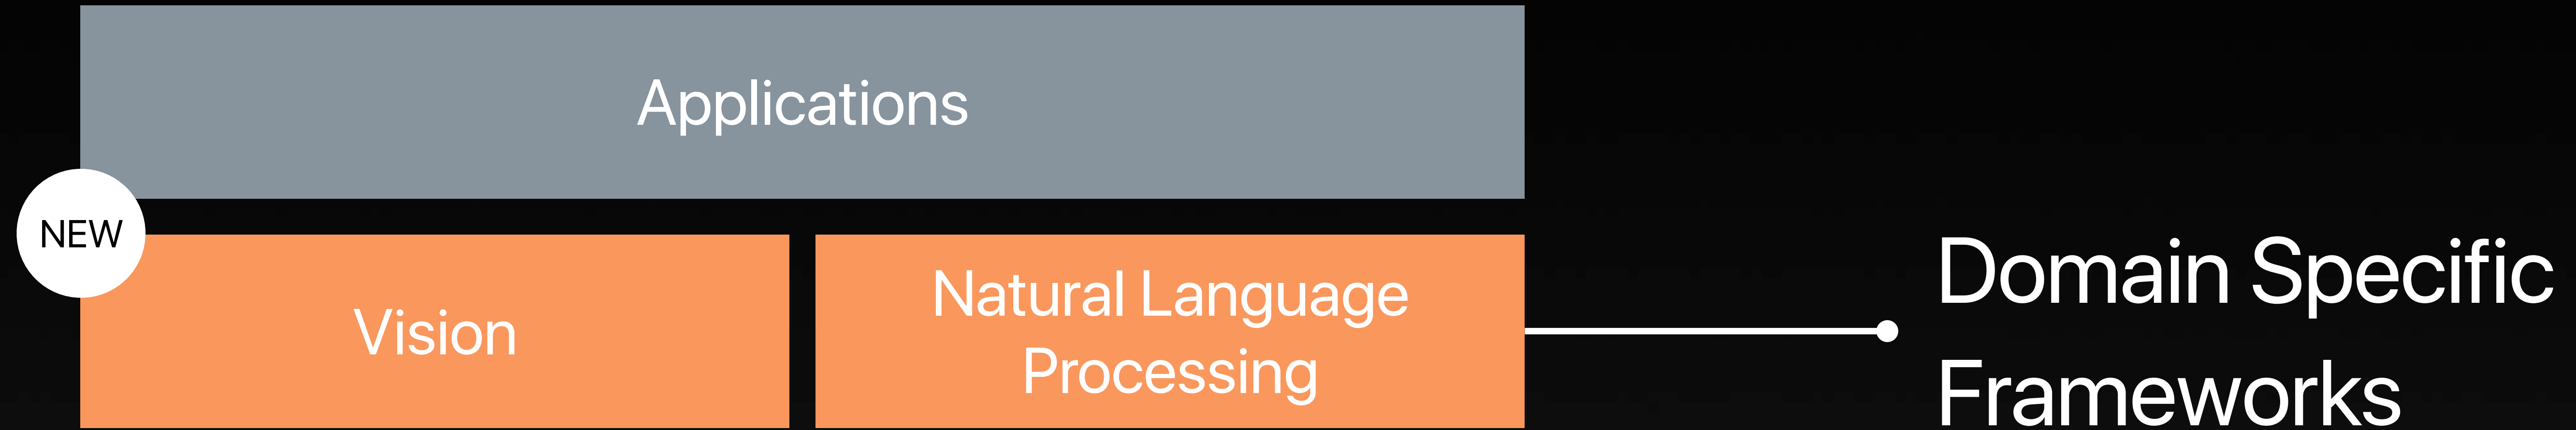 Applications
NEW
Vision
Natural Language
Processing
Domain Specific
Frameworks